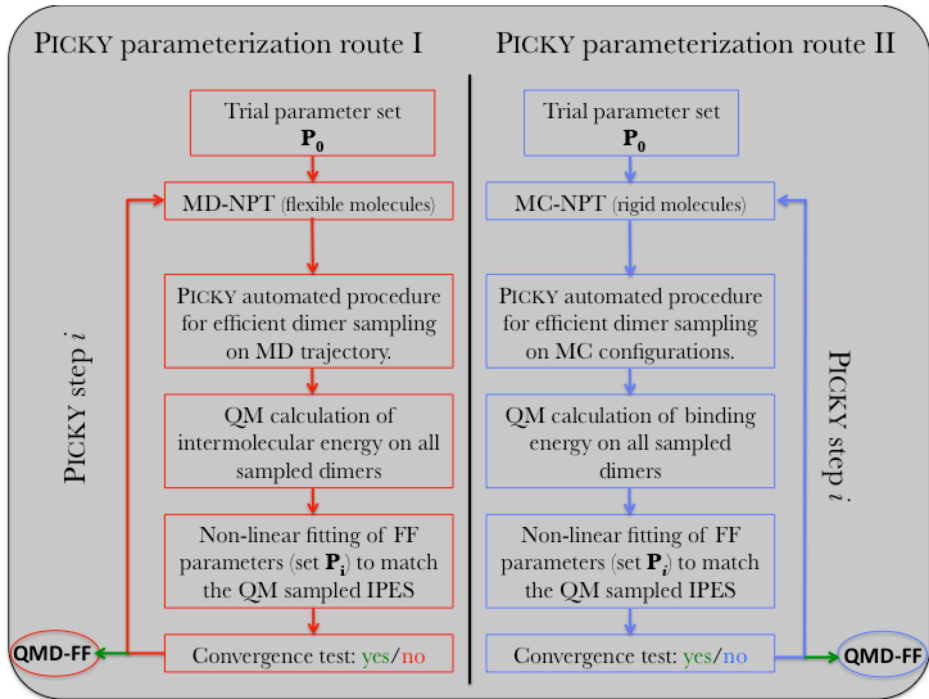 PICKY parameterization route I
Trial parameter set
P₀
MD-NPT (flexible molecules)
PICKY automated procedure
for efficient dimer sampling
on MD trajectory.
QM calculation of
intermolecular energy on all
sampled dimers
Non-linear fitting of FF
parameters (set Pᵢ) to match
the QM sampled IPES
Convergence test: yes/no
QMD-FF
PICKY step i
PICKY parameterization route II
Trial parameter set
P₀
MC-NPT (rigid molecules)
PICKY automated procedure
for efficient dimer sampling
on MC configurations.
QM calculation of binding
energy on all sampled
dimers
Non-linear fitting of FF
parameters (set Pᵢ) to match
the QM sampled IPES
Convergence test: yes/no
QMD-FF
PICKY step i